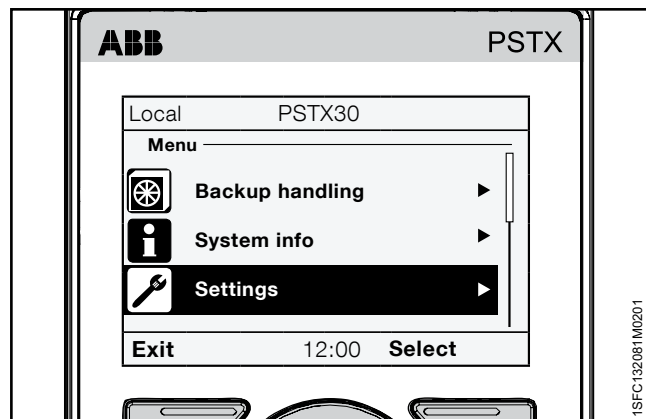 ABB PSTX
Local PSTX30
Menu
Backup handling
System info
Settings
Exit 12:00 Select
1SFC132081M0201